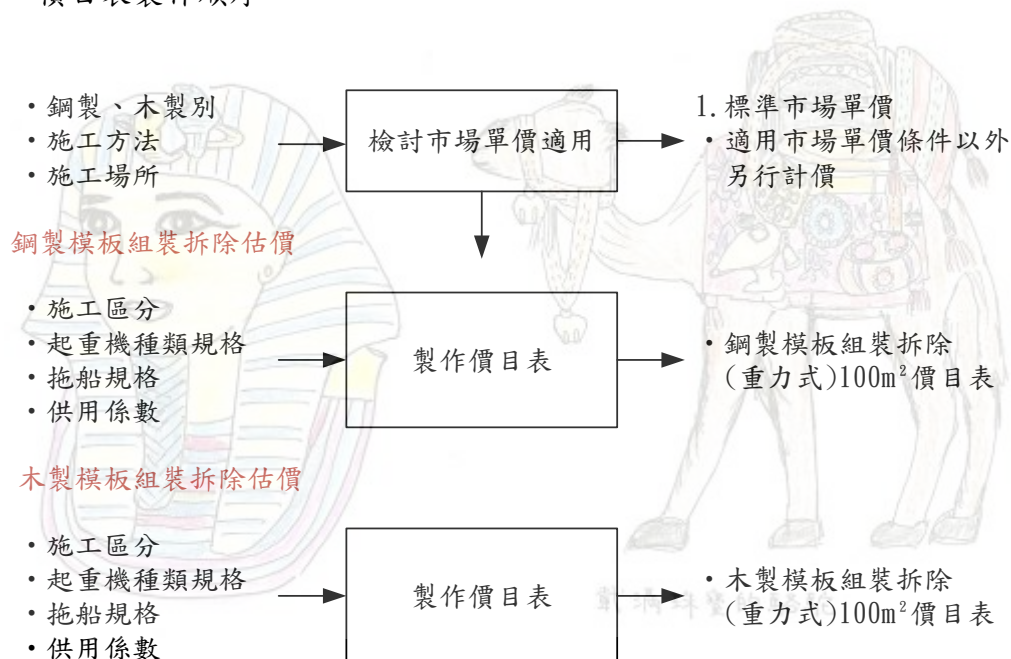 價目表製作順序
・鋼製、木製別
・施工方法
・施工場所
檢討市場單價適用
1.標準市場單價
・適用市場單價條件以外
另行計價
鋼製模板組裝拆除估價
・施工區分
・起重機種類規格
・拖船規格
・供用係數
製作價目表
・鋼製模板組裝拆除
(重力式)100m²價目表
木製模板組裝拆除估價
・施工區分
・起重機種類規格
・拖船規格
・供用係數
製作價目表
・木製模板組裝拆除
(重力式)100m²價目表